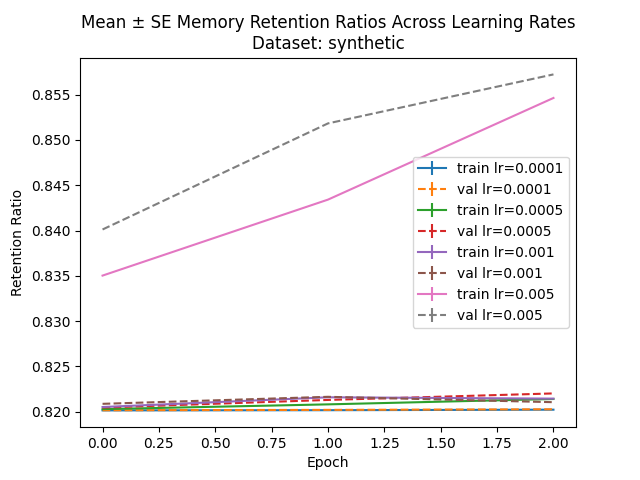 Mean ± SE Memory Retention Ratios Across Learning Rates
Dataset: synthetic
Retention Ratio
0.855
0.850
0.845
0.840
0.835
0.830
0.825
0.820
train lr=0.0001
val lr=0.0001
train lr=0.0005
val lr=0.0005
train lr=0.001
val lr=0.001
train lr=0.005
val lr=0.005
0.00 0.25 0.50 0.75 1.00 1.25 1.50 1.75 2.00
Epoch